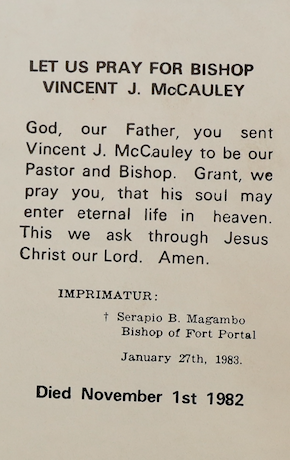 LET US PRAY FOR BISHOP
VINCENT J. McCAULEY
God, our Father, you sent
Vincent J. McCauley to be our
Pastor and Bishop. Grant, we
pray you, that his soul may
enter eternal life in heaven.
This we ask through Jesus
Christ our Lord. Amen.
IMPRIMATUR:
† Serapio B. Magambo
Bishop of Fort Portal
January 27th, 1983.
Died November 1st 1982